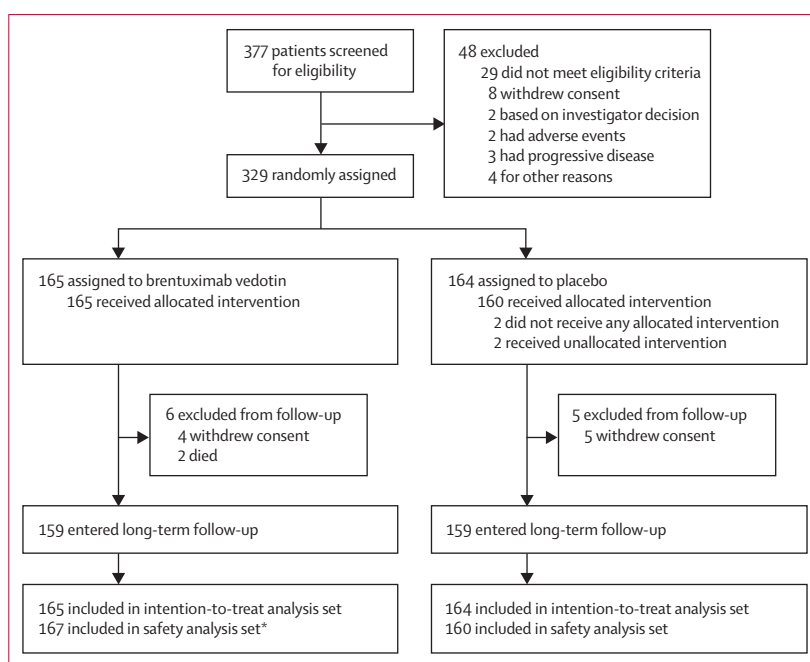 377 patients screened
for eligibility
48 excluded
29 did not meet eligibility criteria
8 withdrew consent
2 based on investigator decision
2 had adverse events
3 had progressive disease
4 for other reasons
329 randomly assigned
165 assigned to brentuximab vedotin
165 received allocated intervention
164 assigned to placebo
160 received allocated intervention
2 did not receive any allocated intervention
2 received unallocated intervention
6 excluded from follow-up
4 withdrew consent
2 died
5 excluded from follow-up
5 withdrew consent
159 entered long-term follow-up
159 entered long-term follow-up
165 included in intention-to-treat analysis set
167 included in safety analysis set*
164 included in intention-to-treat analysis set
160 included in safety analysis set